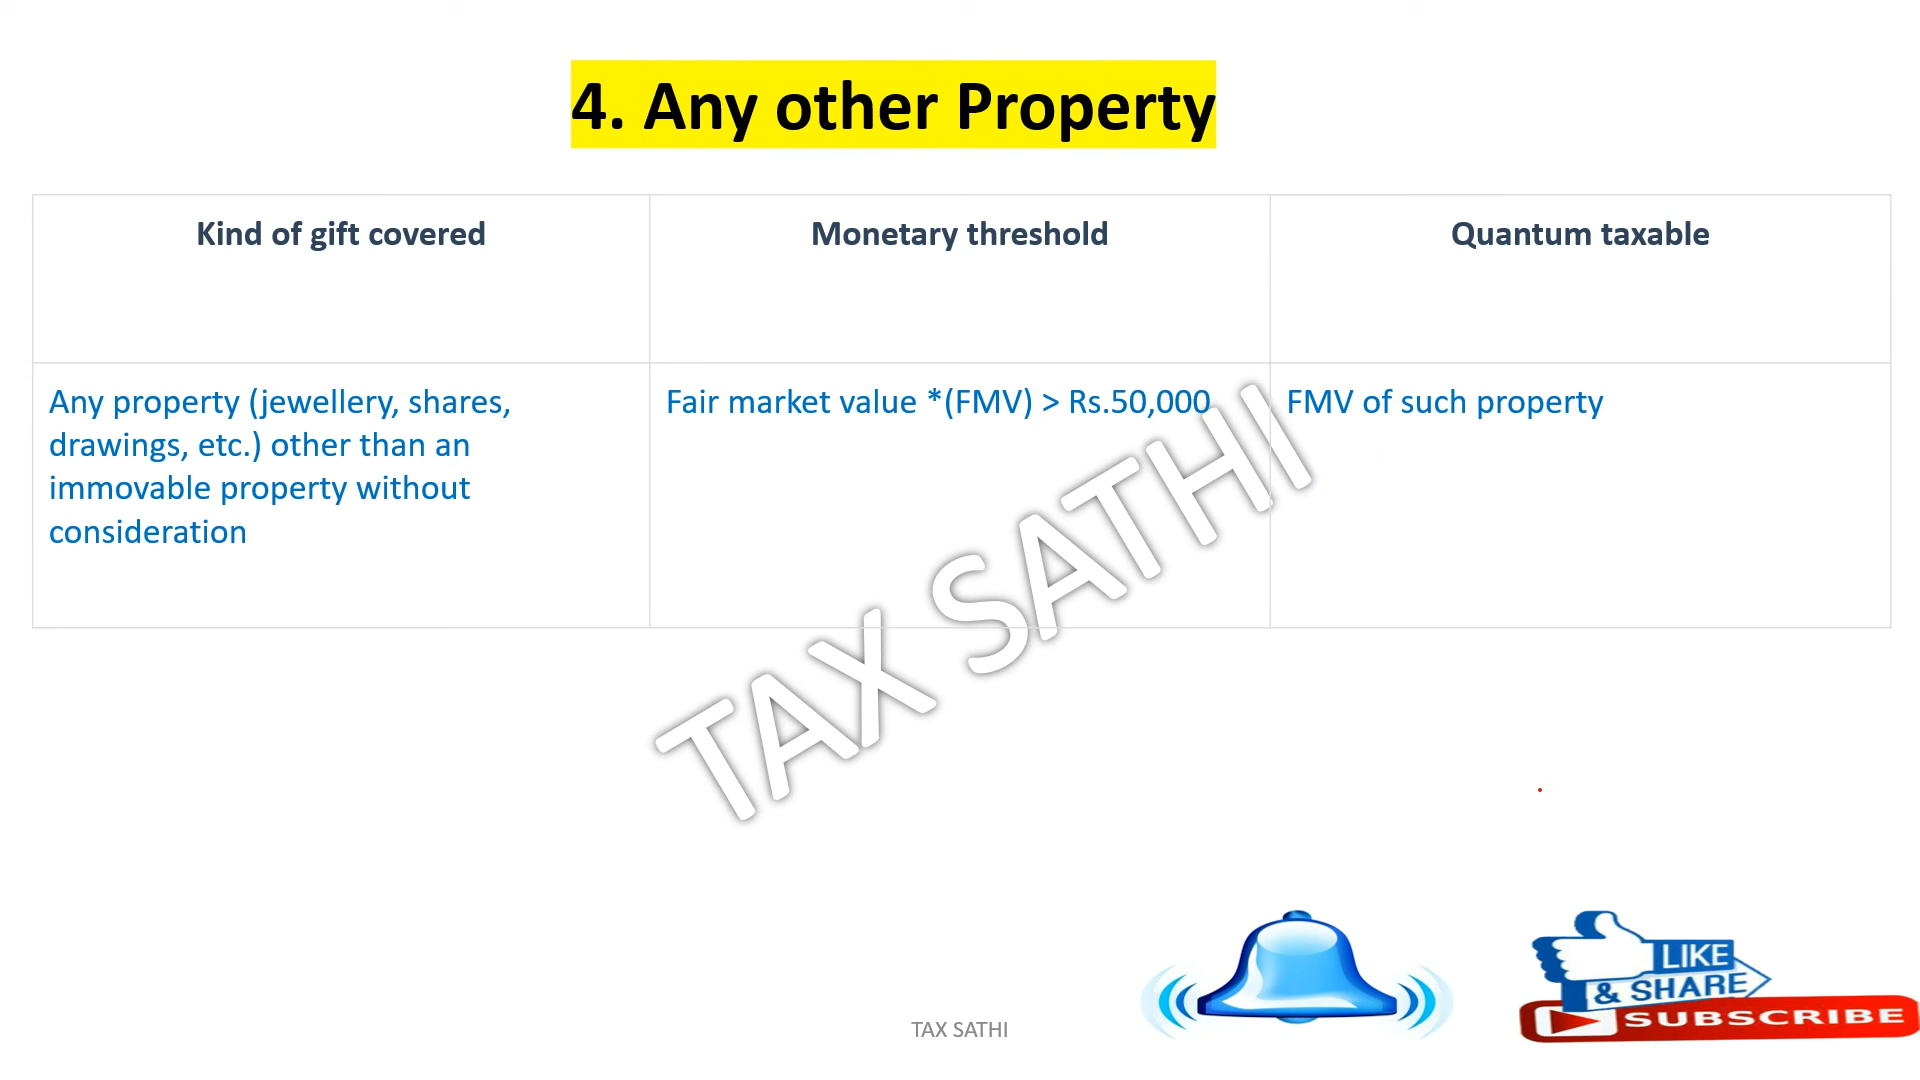 4. Any other Property
Kind of gift covered
Monetary threshold
Quantum taxable
Any property (jewellery, shares,
drawings, etc.) other than an
immovable property without
consideration
Fair market value *(FMV) > Rs.50,000
FMV of such property
TAX SATHI
LIKE
& SHARE
SUBSCRIBE
TAX SATHI